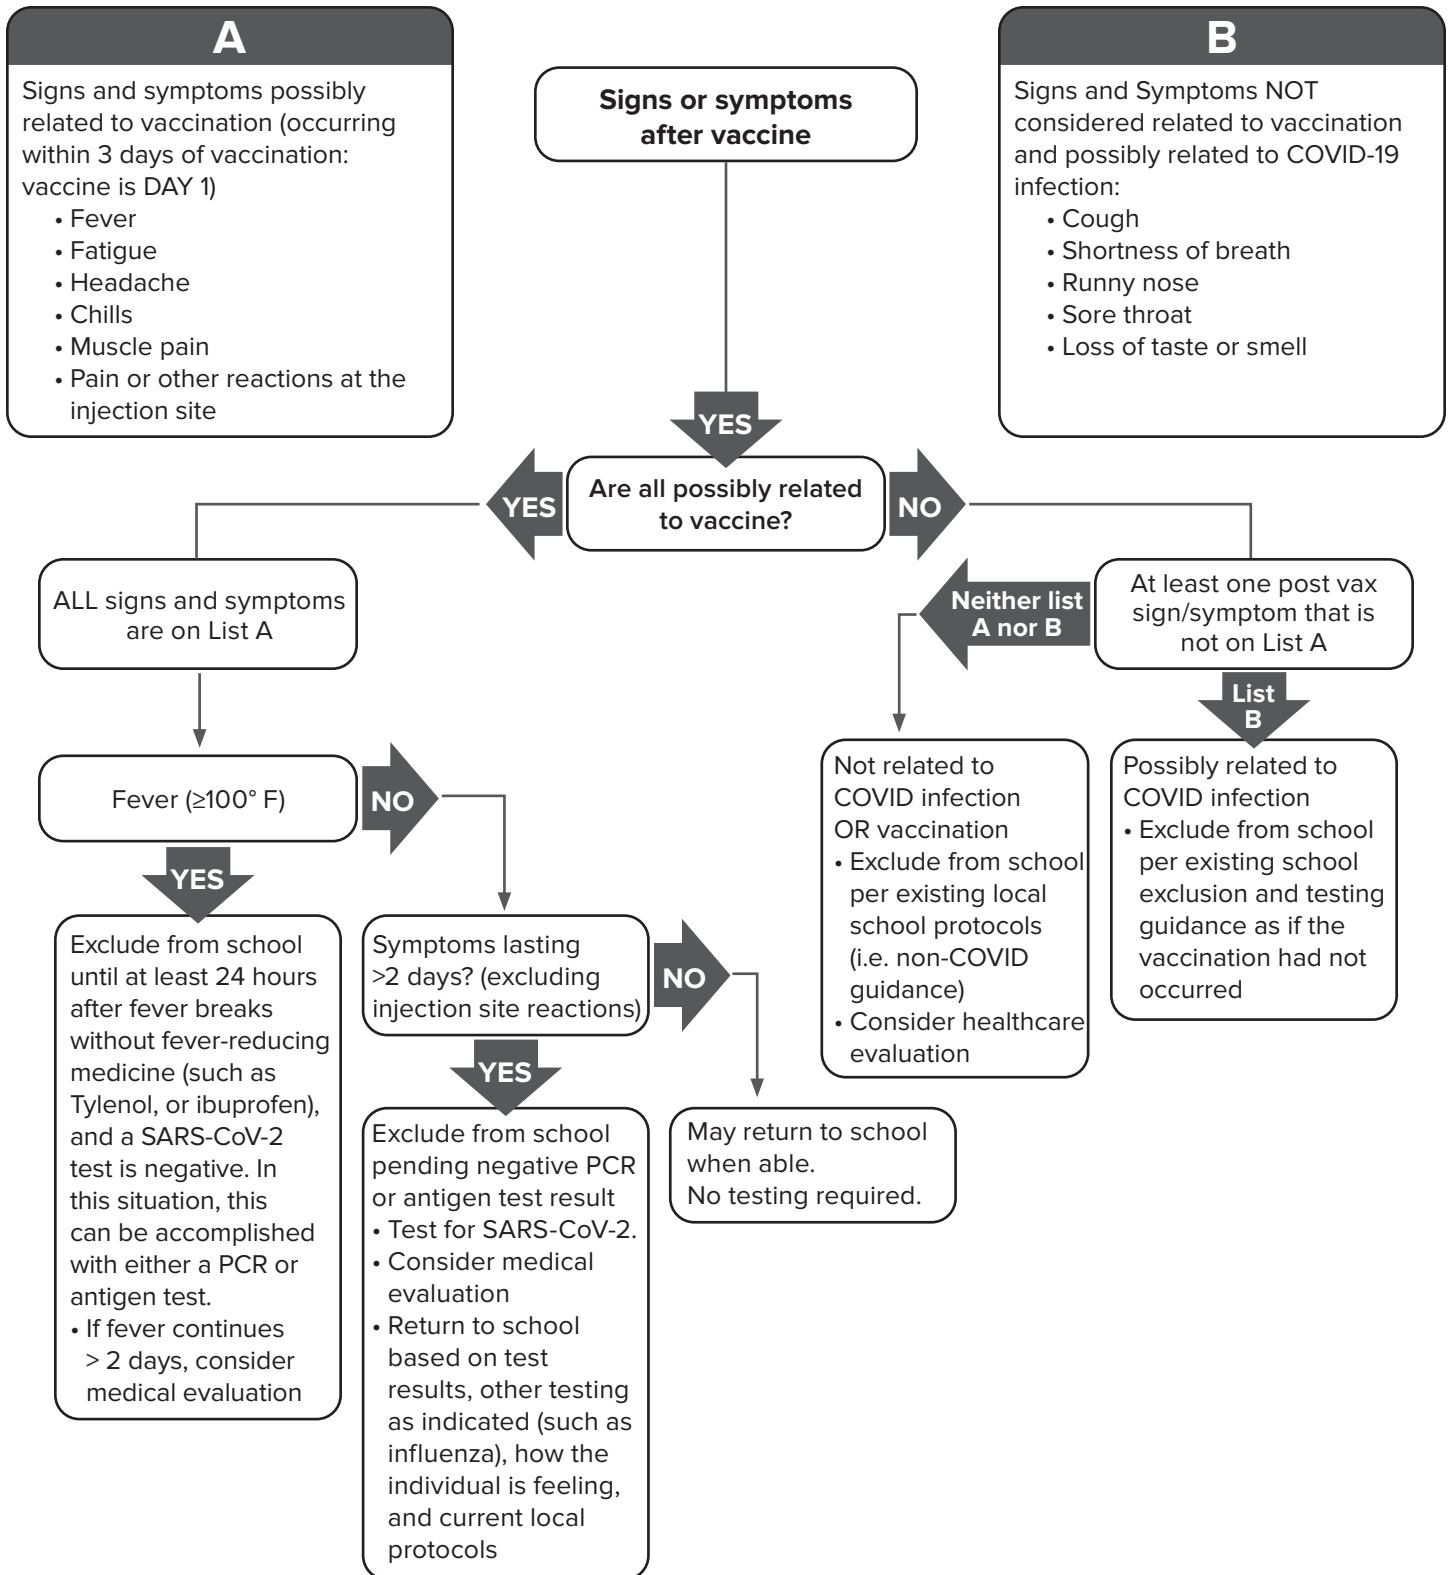 A
Signs and symptoms possibly
related to vaccination (occurring
within 3 days of vaccination:
vaccine is DAY 1)
• Fever
• Fatigue
• Headache
• Chills
• Muscle pain
• Pain or other reactions at the
injection site
Signs or symptoms
after vaccine
B
Signs and Symptoms NOT
considered related to vaccination
and possibly related to COVID-19
infection:
• Cough
• Shortness of breath
• Runny nose
• Sore throat
• Loss of taste or smell
YES
Are all possibly related
to vaccine?
YES
NO
ALL signs and symptoms
are on List A
At least one post vax
sign/symptom that is
not on List A
Neither list
A nor B
List
B
Fever (≥100° F)
NO
YES
Not related to
COVID infection
OR vaccination
• Exclude from school
per existing local
school protocols
(i.e. non-COVID
guidance)
• Consider healthcare
evaluation
Possibly related to
COVID infection
• Exclude from school
per existing school
exclusion and testing
guidance as if the
vaccination had not
occurred
Exclude from school
until at least 24 hours
after fever breaks
without fever-reducing
medicine (such as
Tylenol, or ibuprofen),
and a SARS-CoV-2
test is negative. In
this situation, this
can be accomplished
with either a PCR or
antigen test.
• If fever continues
> 2 days, consider
medical evaluation
Symptoms lasting
>2 days? (excluding
injection site reactions)
NO
YES
Exclude from school
pending negative PCR
or antigen test result
• Test for SARS-CoV-2.
• Consider medical
evaluation
• Return to school
based on test
results, other testing
as indicated (such as
influenza), how the
individual is feeling,
and current local
protocols
May return to school
when able.
No testing required.